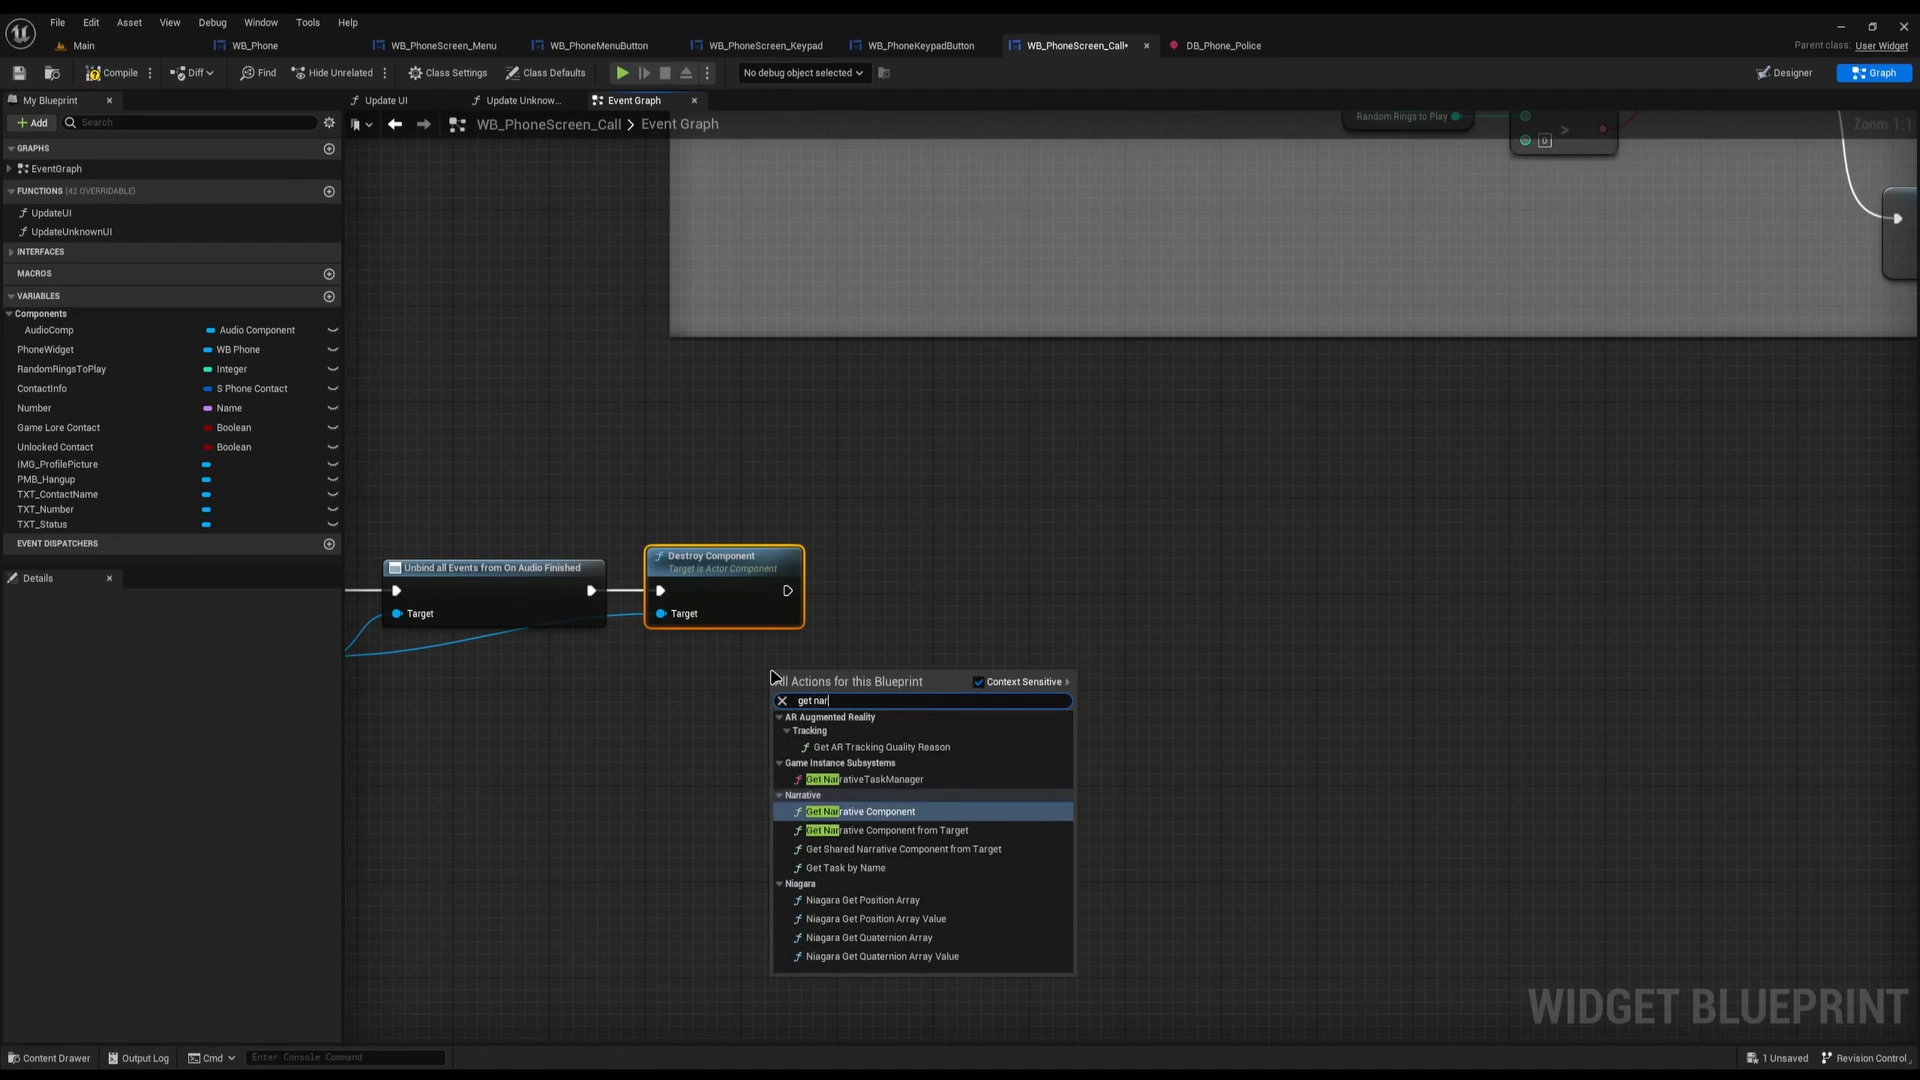 File Edit Asset View Debug Window Tools Help
Main WB_Phone WB_PhoneScreen_Menu WB_PhoneMenuButton WB_PhoneScreen_Keypad WB_PhoneKeypadButton WB_PhoneScreen_Call* DB_Phone_Police
Parent class: User Widget
Compile Diff Find Hide Unrelated Class Settings Class Defaults No debug object selected Designer Graph
My Blueprint Update UI Update Unknow... Event Graph
Add Search WB_PhoneScreen_Call > Event Graph
Zoom 1:1
Random Rings to Play
>
0
GRAPHS
EventGraph
FUNCTIONS (42 OVERRIDABLE)
UpdateUI
UpdateUnknownUI
INTERFACES
MACROS
VARIABLES
Components
AudioComp Audio Component
PhoneWidget WB Phone
RandomRingsToPlay Integer
ContactInfo S Phone Contact
Number Name
Game Lore Contact Boolean
Unlocked Contact Boolean
IMG_ProfilePicture
PMB_Hangup
TXT_ContactName
TXT_Number
TXT_Status
EVENT DISPATCHERS
Details
Unbind all Events from On Audio Finished
Target
Destroy Component
Target is Actor Component
Target
All Actions for this Blueprint Context Sensitive
get nar
AR Augmented Reality
Tracking
Get AR Tracking Quality Reason
Game Instance Subsystems
Get NarrativeTaskManager
Narrative
Get Narrative Component
Get Narrative Component from Target
Get Shared Narrative Component from Target
Get Task by Name
Niagara
Niagara Get Position Array
Niagara Get Position Array Value
Niagara Get Quaternion Array
Niagara Get Quaternion Array Value
WIDGET BLUEPRINT
Content Drawer Output Log Cmd Enter Console Command 1 Unsaved Revision Control